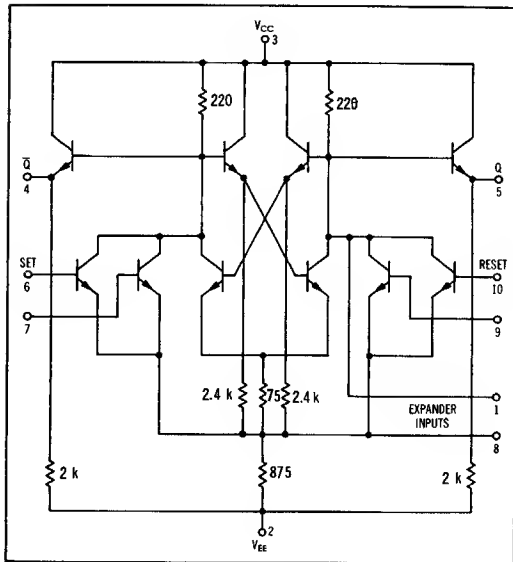 VCC
3
220
220
Q̅
4
Q
5
SET
6
RESET
10
7
9
2.4 k
75
2.4 k
EXPANDER
INPUTS
1
8
2 k
875
2 k
2
VEE